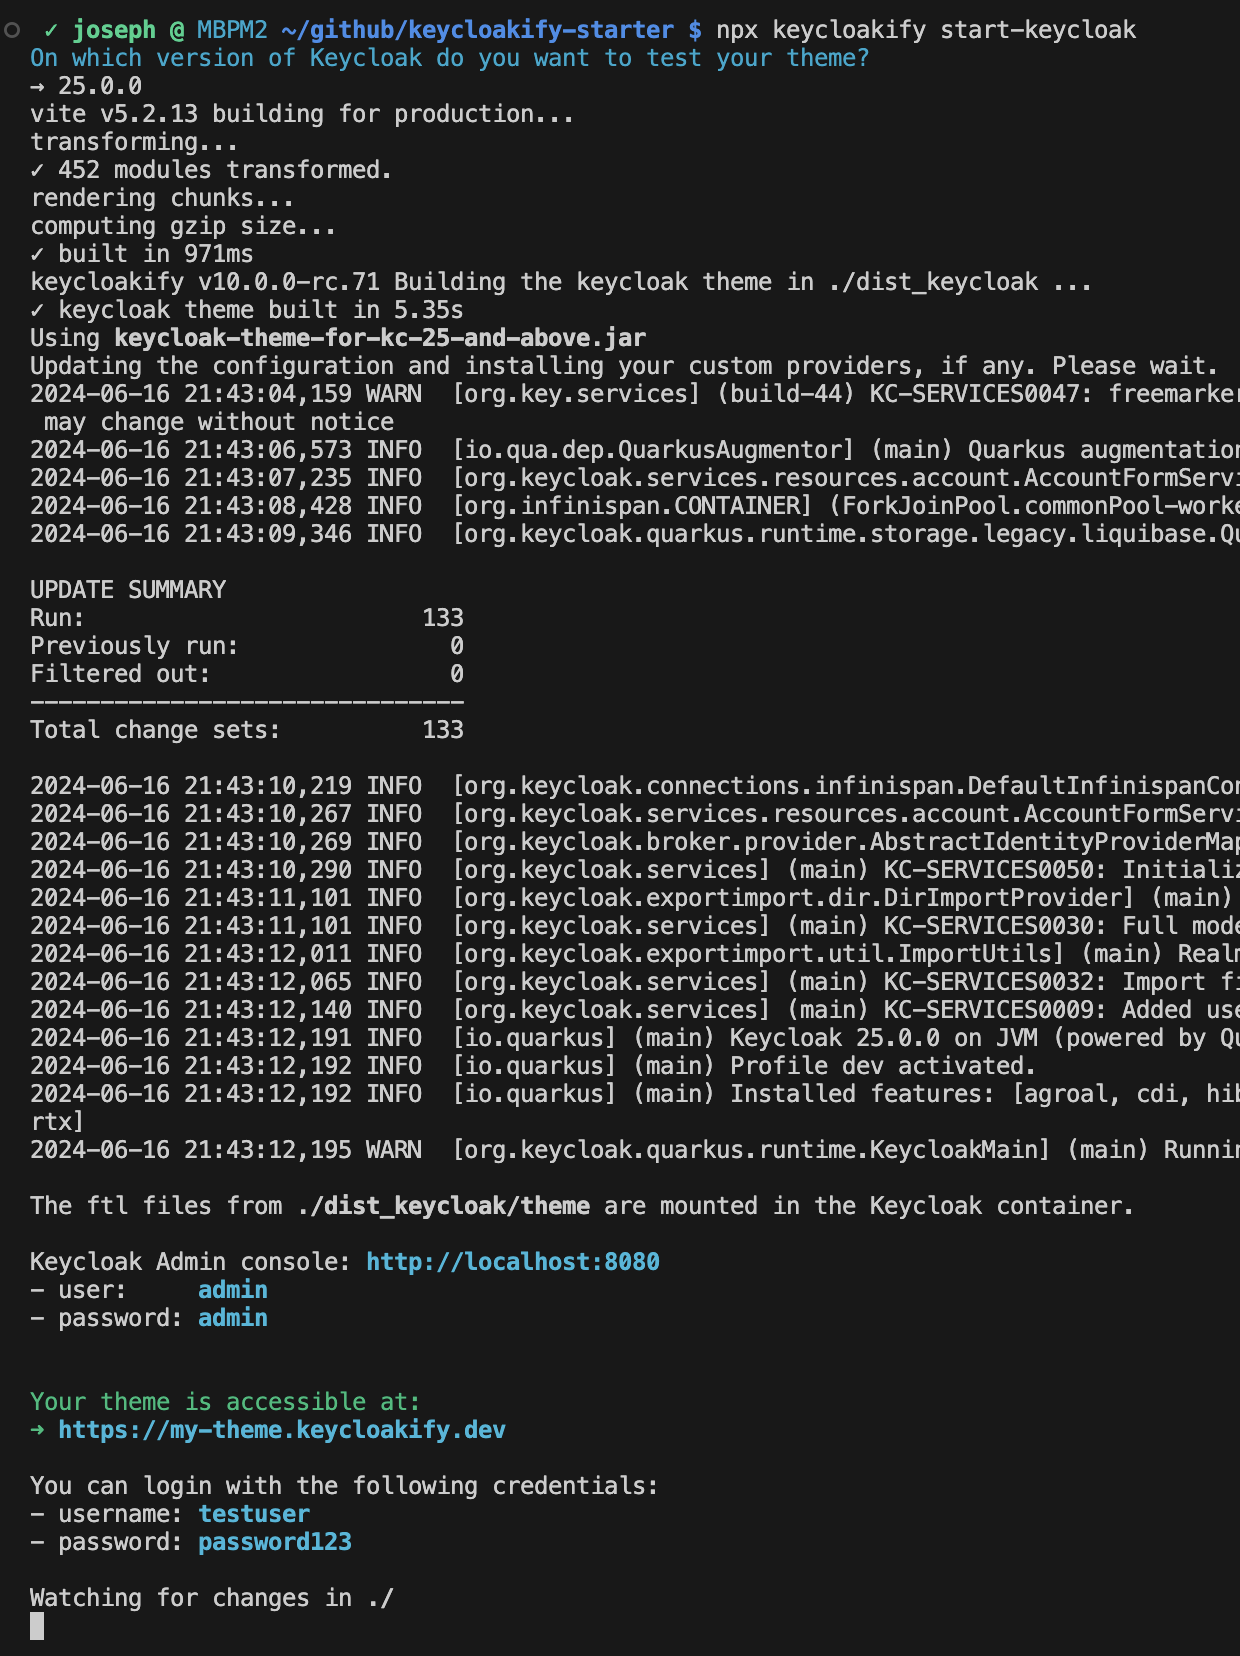 ✓ joseph @ MBPM2 ~/github/keycloakify-starter $ npx keycloakify start-keycloak
On which version of Keycloak do you want to test your theme?
→ 25.0.0
vite v5.2.13 building for production...
transforming...
✓ 452 modules transformed.
rendering chunks...
computing gzip size...
✓ built in 971ms
keycloakify v10.0.0-rc.71 Building the keycloak theme in ./dist_keycloak ...
✓ keycloak theme built in 5.35s
Using keycloak-theme-for-kc-25-and-above.jar
Updating the configuration and installing your custom providers, if any. Please wait.
2024-06-16 21:43:04,159 WARN  [org.key.services] (build-44) KC-SERVICES0047: freemarker
may change without notice
2024-06-16 21:43:06,573 INFO  [io.qua.dep.QuarkusAugmentor] (main) Quarkus augmentation
2024-06-16 21:43:07,235 INFO  [org.keycloak.services.resources.account.AccountFormServi
2024-06-16 21:43:08,428 INFO  [org.infinispan.CONTAINER] (ForkJoinPool.commonPool-worke
2024-06-16 21:43:09,346 INFO  [org.keycloak.quarkus.runtime.storage.legacy.liquibase.Qu
UPDATE SUMMARY
Run: 133
Previously run: 0
Filtered out: 0
-------------------------------
Total change sets: 133
2024-06-16 21:43:10,219 INFO  [org.keycloak.connections.infinispan.DefaultInfinispanCon
2024-06-16 21:43:10,267 INFO  [org.keycloak.services.resources.account.AccountFormServi
2024-06-16 21:43:10,269 INFO  [org.keycloak.broker.provider.AbstractIdentityProviderMap
2024-06-16 21:43:10,290 INFO  [org.keycloak.services] (main) KC-SERVICES0050: Initializ
2024-06-16 21:43:11,101 INFO  [org.keycloak.exportimport.dir.DirImportProvider] (main)
2024-06-16 21:43:11,101 INFO  [org.keycloak.services] (main) KC-SERVICES0030: Full mode
2024-06-16 21:43:12,011 INFO  [org.keycloak.exportimport.util.ImportUtils] (main) Realm
2024-06-16 21:43:12,065 INFO  [org.keycloak.services] (main) KC-SERVICES0032: Import fi
2024-06-16 21:43:12,140 INFO  [org.keycloak.services] (main) KC-SERVICES0009: Added use
2024-06-16 21:43:12,191 INFO  [io.quarkus] (main) Keycloak 25.0.0 on JVM (powered by Qu
2024-06-16 21:43:12,192 INFO  [io.quarkus] (main) Profile dev activated.
2024-06-16 21:43:12,192 INFO  [io.quarkus] (main) Installed features: [agroal, cdi, hib
rtx]
2024-06-16 21:43:12,195 WARN  [org.keycloak.quarkus.runtime.KeycloakMain] (main) Runnin
The ftl files from ./dist_keycloak/theme are mounted in the Keycloak container.
Keycloak Admin console: http://localhost:8080
- user:     admin
- password: admin
Your theme is accessible at:
➜ https://my-theme.keycloakify.dev
You can login with the following credentials:
- username: testuser
- password: password123
Watching for changes in ./